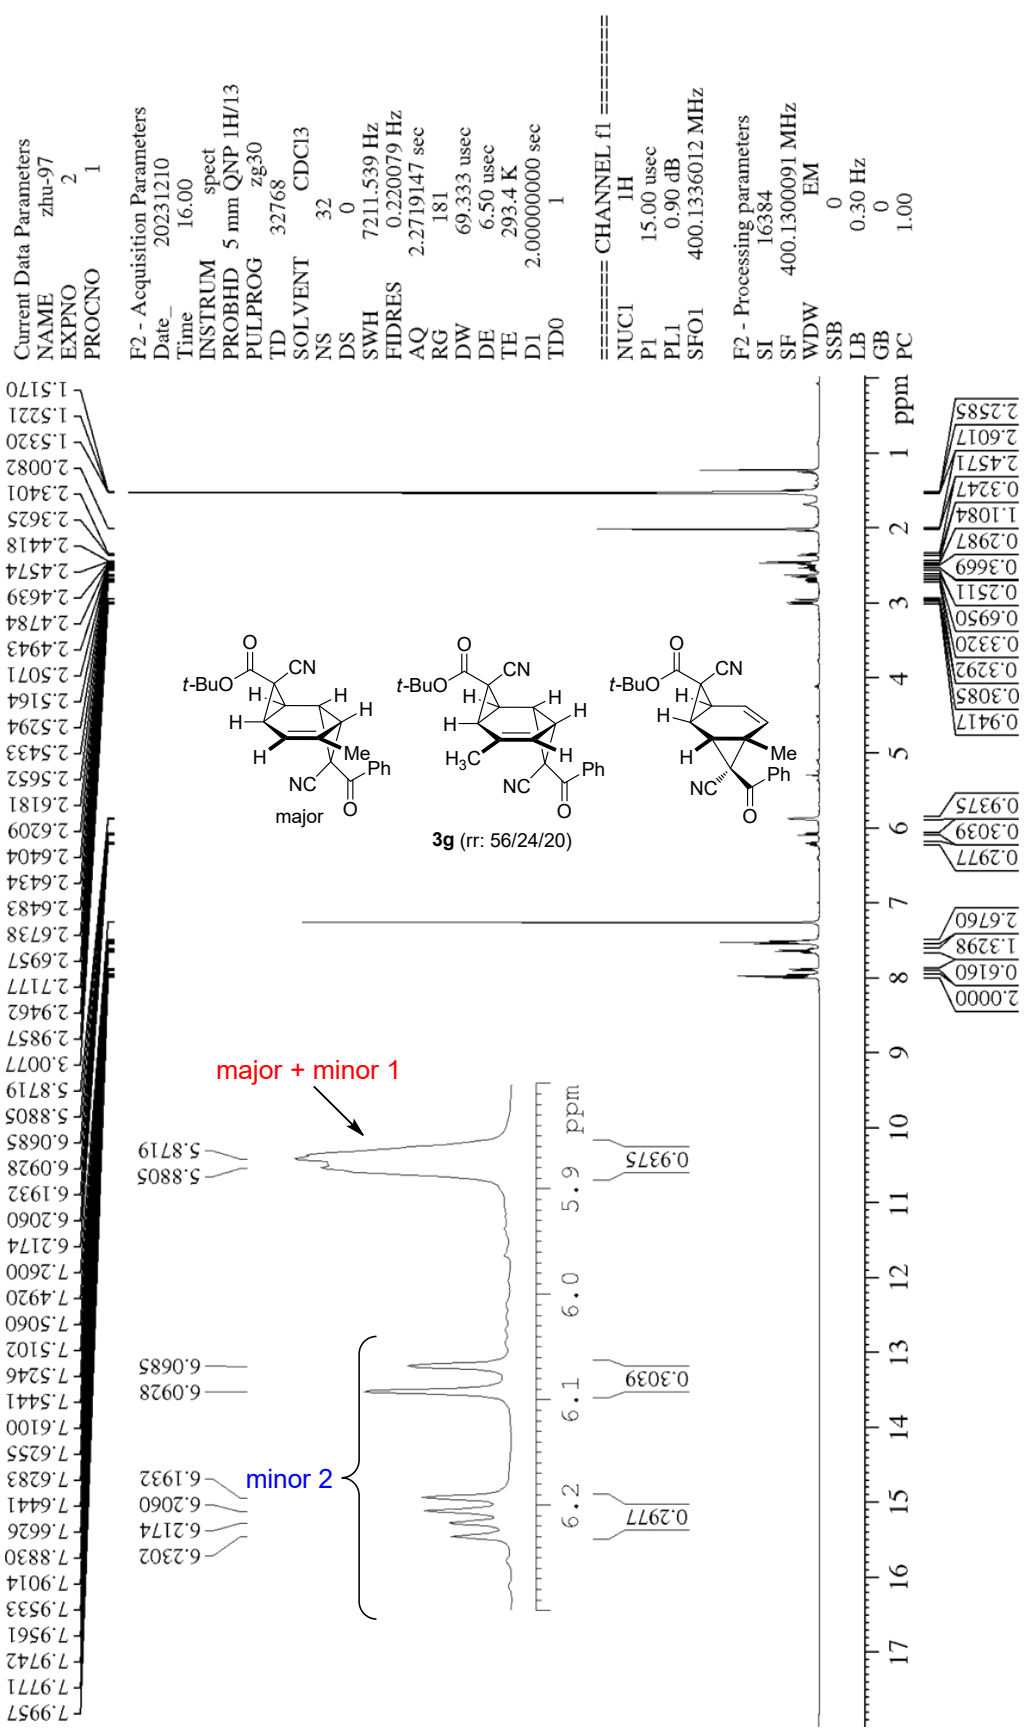 Current Data Parameters
NAME zhu-97
EXPNO 2
PROCNO 1
F2 - Acquisition Parameters
Date_ 20231210
Time 16.00
INSTRUM spect
PROBHD 5 mm QNP 1H/13
PULPROG zg30
TD 32768
SOLVENT CDCl3
NS 32
DS 0
SWH 7211.539 Hz
FIDRES 0.220079 Hz
AQ 2.2719147 sec
RG 181
DW 69.333 usec
DE 6.50 usec
TE 293.4 K
D1 2.00000000 sec
TD0 1
======== CHANNEL f1 ========
NUC1 1H
P1 15.00 usec
PL1 0.90 dB
SFO1 400.1336012 MHz
F2 - Processing parameters
SI 16384
SF 400.1300091 MHz
WDW EM
SSB 0
LB 0.30 Hz
GB 0
PC 1.00
1.5170
1.5221
1.5320
2.0082
2.3401
2.3625
2.4418
2.4574
2.4639
2.4784
2.4943
2.5071
2.5164
2.5294
2.5433
2.5652
2.6181
2.6209
2.6404
2.6434
2.6483
2.6738
2.6957
2.7177
2.9462
2.9857
3.0077
5.8719
5.8805
6.0685
6.0928
6.1932
6.2060
6.2174
7.2600
7.4920
7.5060
7.5102
7.5246
7.5441
7.6100
7.6255
7.6283
7.6441
7.6626
7.8830
7.9014
7.9533
7.9561
7.9742
7.9771
7.9957
O
t-BuO
CN
H
H
H
H
H
Me
CN
Ph
O
major
O
t-BuO
CN
H
H
H
H
H
H3C
CN
Ph
O
O
t-BuO
CN
H
H
H
Me
NC
Ph
O
3g (rr: 56/24/20)
major + minor 1
5.8719
5.8805
6.0685
6.0928
minor 2
6.1932
6.2060
6.2174
6.2302
ppm
5.9
6.0
6.1
6.2
0.9375
0.3039
0.2977
ppm
1
2
3
4
5
6
7
8
9
10
11
12
13
14
15
16
17
2.2585
2.6017
2.4571
0.3247
1.1084
0.2987
0.3669
0.2511
0.6950
0.3320
0.3292
0.3085
0.9417
0.9375
0.3039
0.2977
2.6760
1.3298
0.6160
2.0000